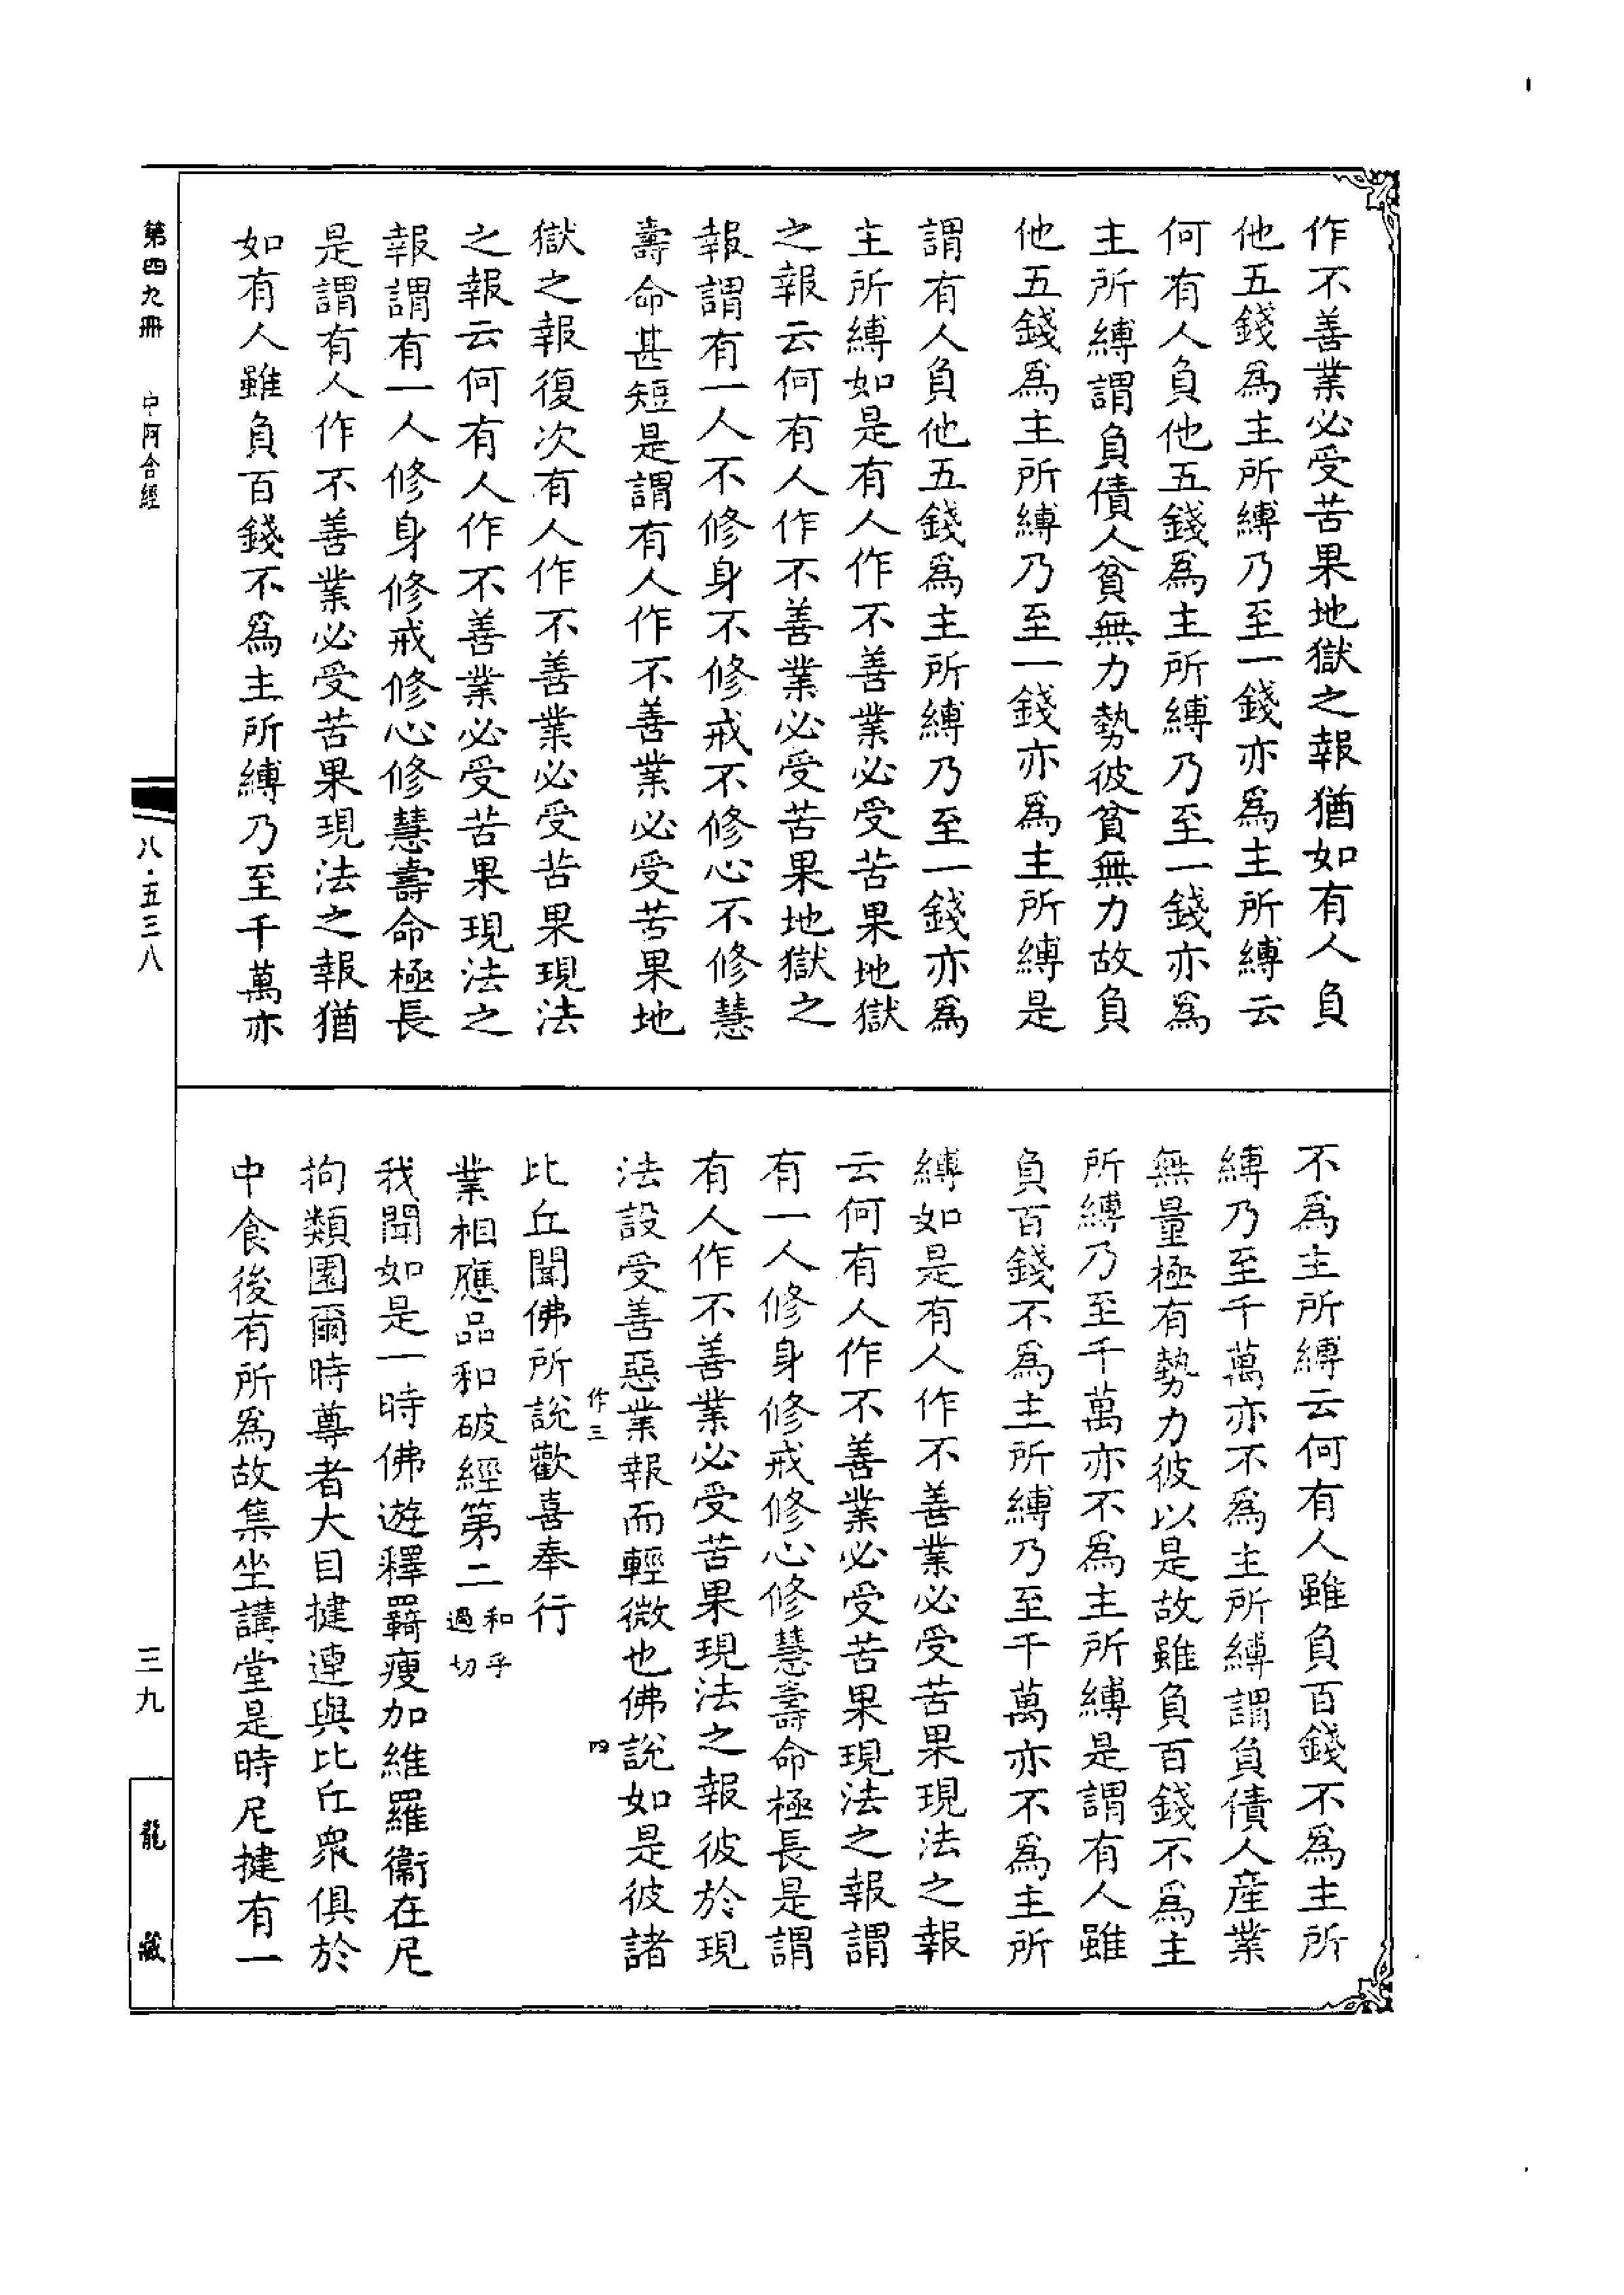 作不善業必受苦果地獄之報猶如有人負
他五錢爲主所縛乃至一錢亦爲主所縛云
何有人負他五錢爲主所縛乃至一錢亦爲
主所縛謂負債人貧無力勢彼貧無力故負
他五錢爲主所縛乃至一錢亦爲主所縛是
謂有人負他五錢爲主所縛乃至一錢亦爲
主所縛如是有人作不善業必受苦果地獄
之報云何有人作不善業必受苦果地獄之
報謂有一人不修身不修戒不修心不修慧
壽命甚短是謂有人作不善業必受苦果地
獄之報復次有人作不善業必受苦果現法
之報云何有人作不善業必受苦果現法之
報謂有一人修身修戒修心修慧壽命極長
是謂有人作不善業必受苦果現法之報猶
如有人雖負百錢不爲主所縛乃至千萬亦
不爲主所縛云何有人雖負百錢不爲主所
縛乃至千萬亦不爲主所縛謂負債人產業
無量極有勢力彼以是故雖負百錢不爲主
所縛乃至千萬亦不爲主所縛是謂有人雖
負百錢不爲主所縛乃至千萬亦不爲主所
縛如是有人作不善業必受苦果現法之報
云何有人作不善業必受苦果現法之報謂
有一人修身修戒修心修慧壽命極長是謂
有人作不善業必受苦果現法之報彼於現
法設受善惡業報而輕微也佛說如是彼諸
作三 四
比丘聞佛所說歡喜奉行
業相應品和破經第二和乎過切
我聞如是一時佛遊釋羇瘦加維羅衞在尼
拘類園爾時尊者大目揵連與比丘衆俱於
中食後有所爲故集坐講堂是時尼揵有一
第四九冊 中阿含經
八·五三八
三九
龍藏